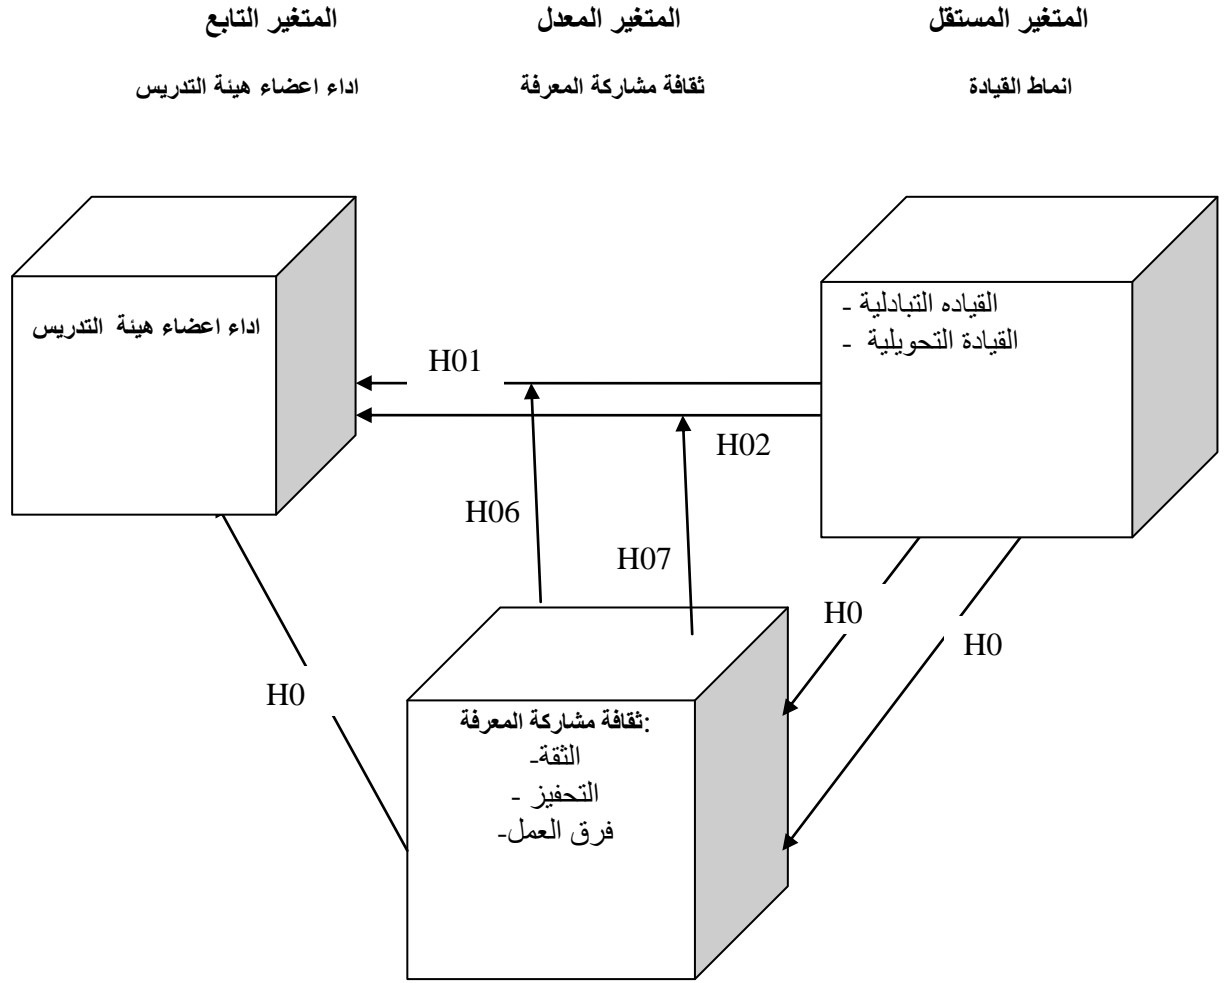 المتغير المستقل
المتغير المعدل
المتغير التابع
انماط القيادة
ثقافة مشاركة المعرفة
اداء اعضاء هيئة التدريس
القياده التبادلية -
القيادة التحويلية -
اداء اعضاء هيئة التدريس
H01
H02
H06
H07
H0
H0
H0
ثقافة مشاركة المعرفة:
الثقة-
التحفيز -
فرق العمل-